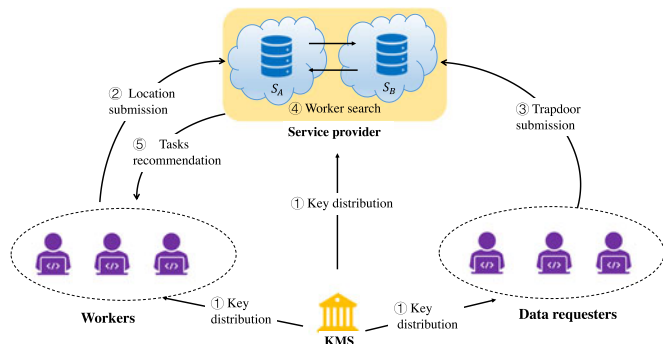 S_A
S_B
④ Worker search
Service provider
② Location
submission
⑤ Tasks
recommendation
③ Trapdoor
submission
① Key distribution
</>
</>
</>
</>
</>
</>
Workers
① Key
distribution
KMS
① Key
distribution
Data requesters